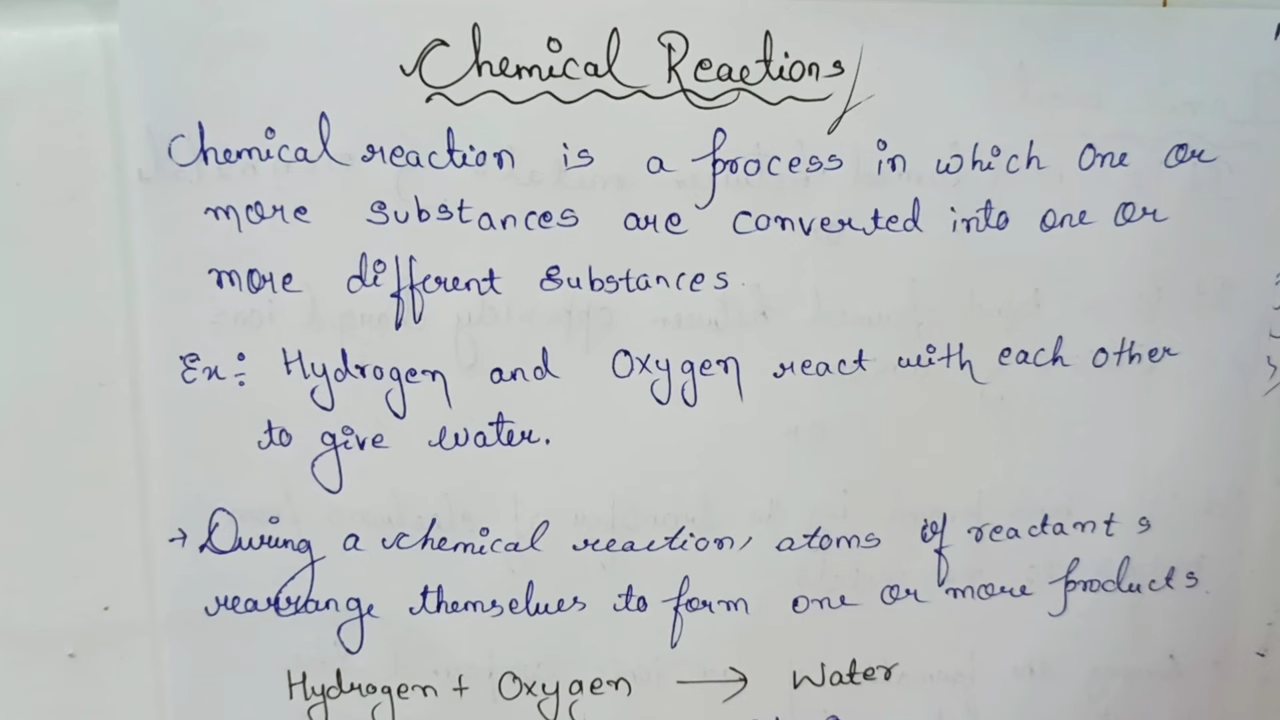 Chemical Reactions
Chemical reaction is a process in which one or
more substances are converted into one or
more different substances.
Ex:- Hydrogen and Oxygen react with each other
to give water.
→ During a chemical reaction, atoms of reactants
rearrange themselves to form one or more products.
Hydrogen + Oxygen → Water